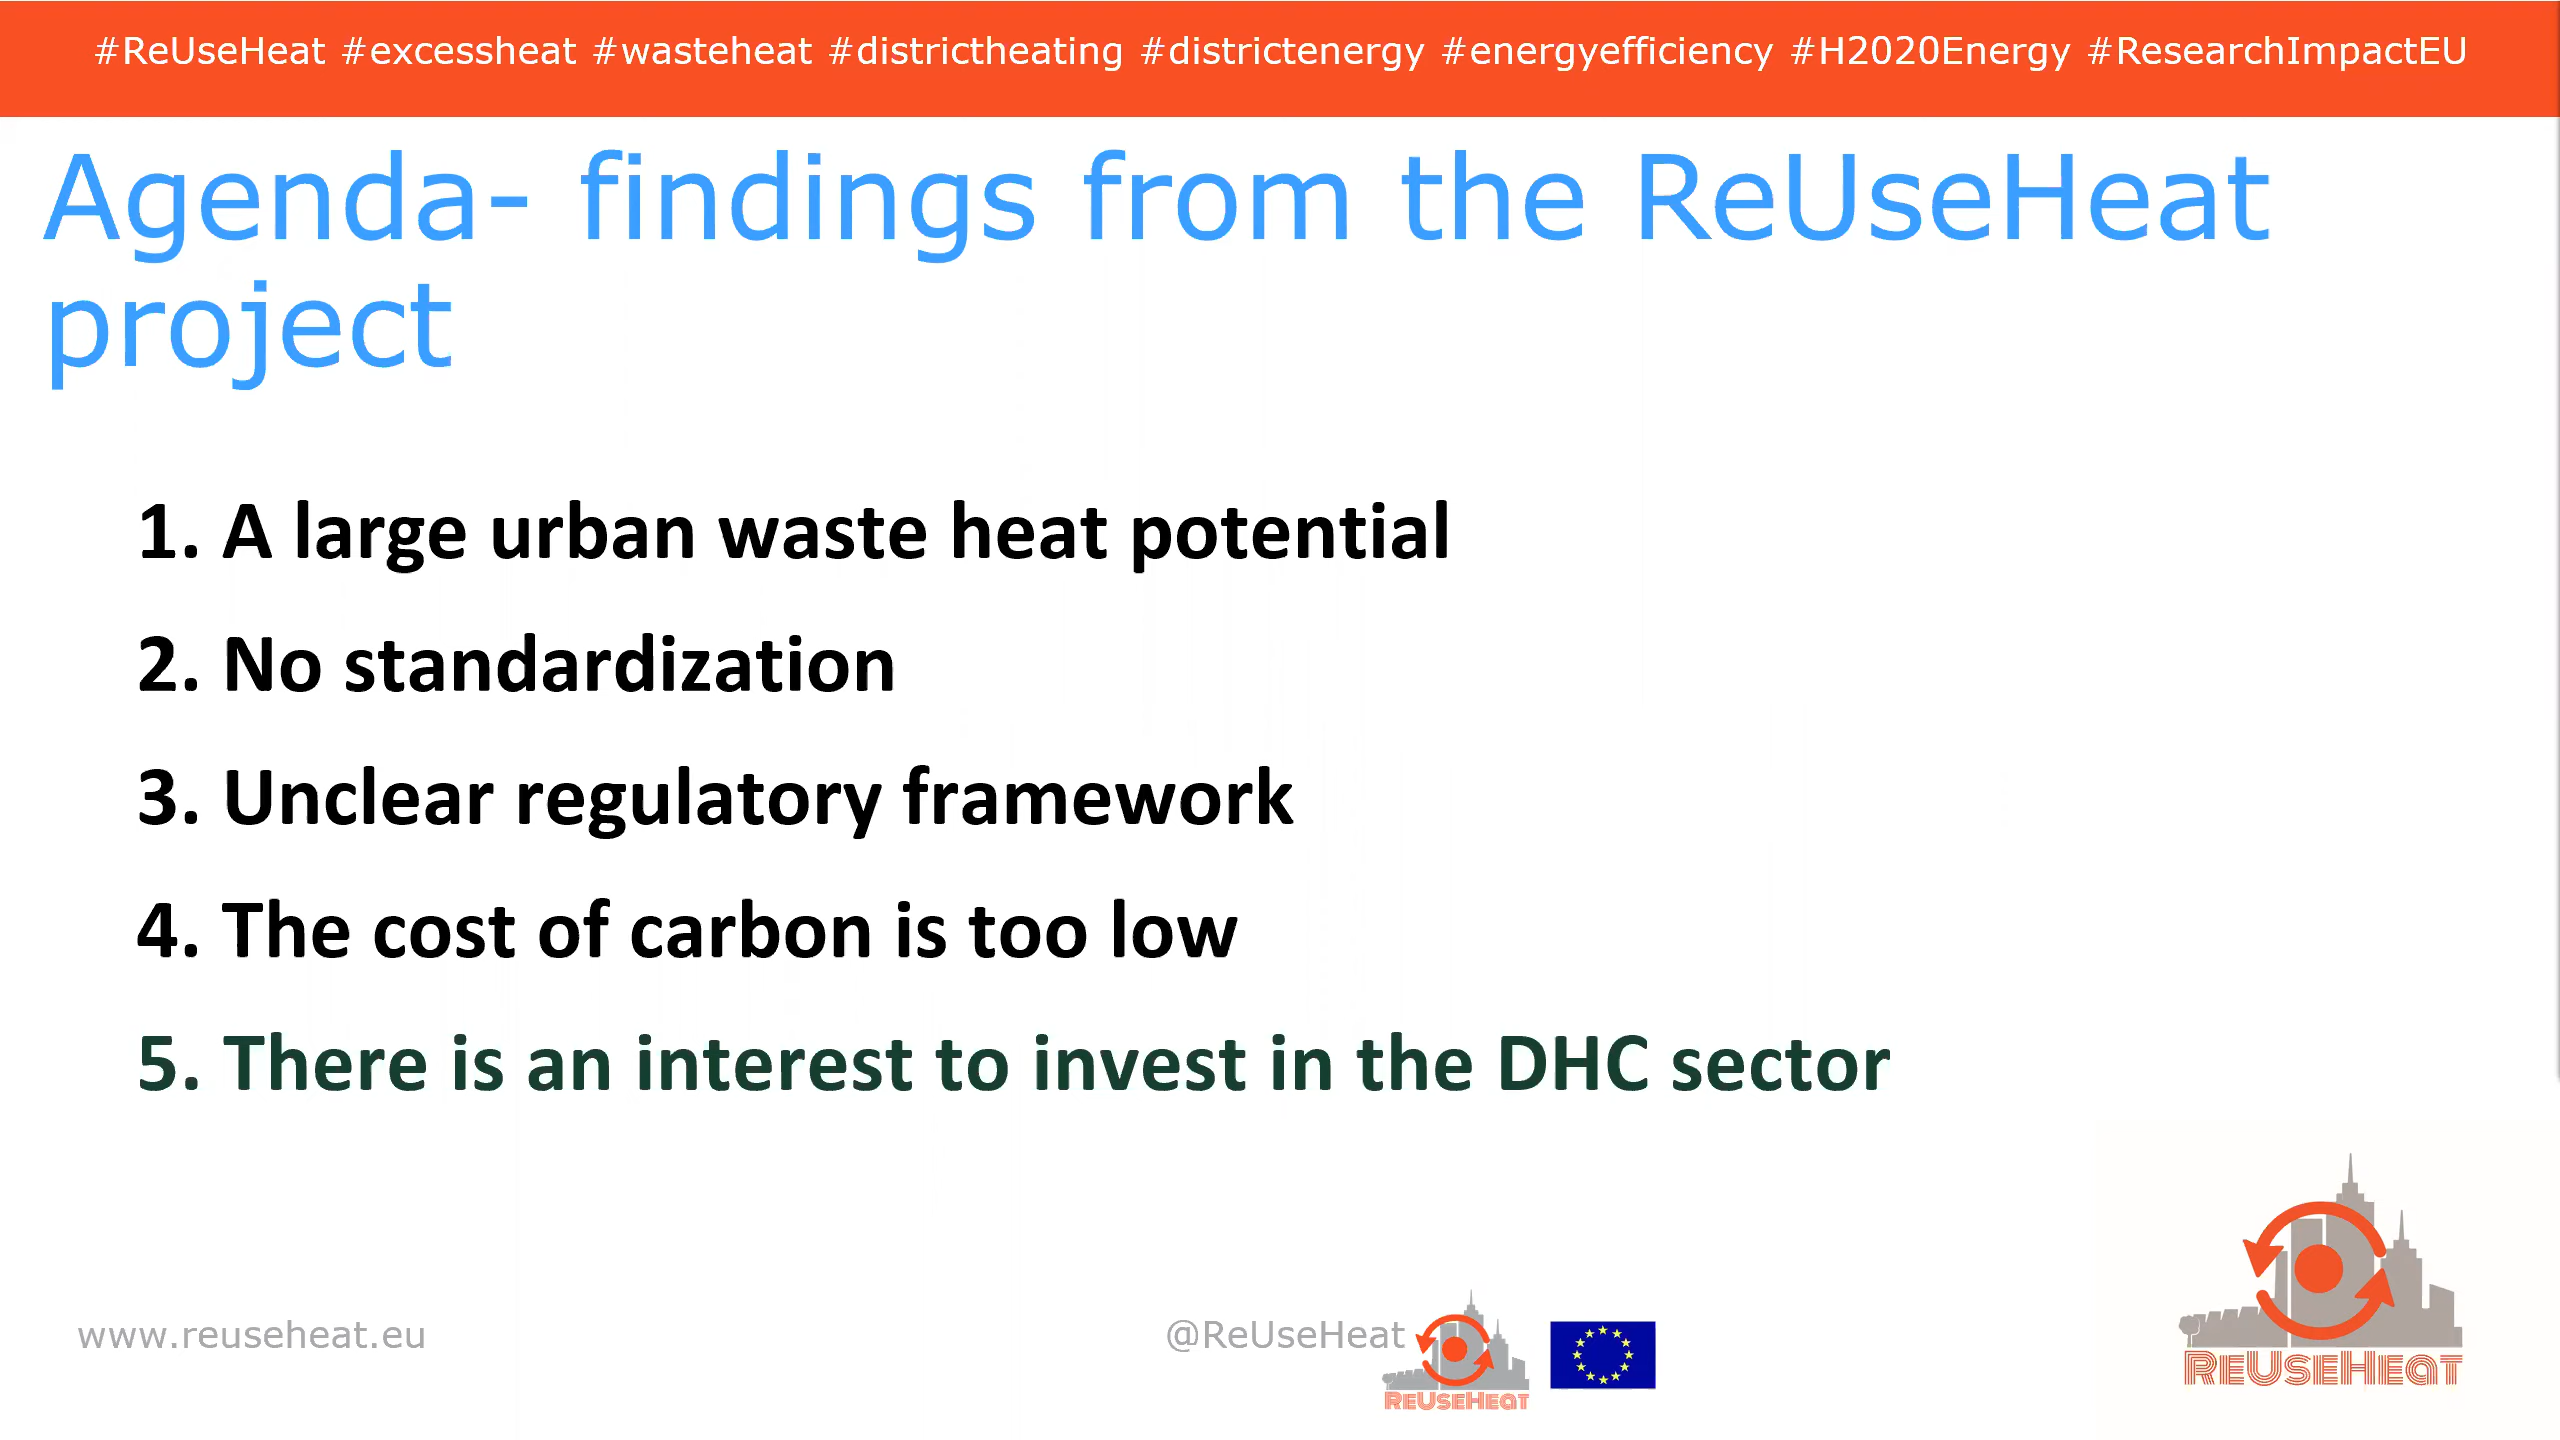 #ReUseHeat #excessheat #wasteheat #districtheating #districtenergy #energyefficiency #H2020Energy #ResearchImpactEU
Agenda- findings from the ReUseHeat
project
1. A large urban waste heat potential
2. No standardization
3. Unclear regulatory framework
4. The cost of carbon is too low
5. There is an interest to invest in the DHC sector
www.reuseheat.eu
@ReUseHeat
ReUseHeat
ReUseHeat